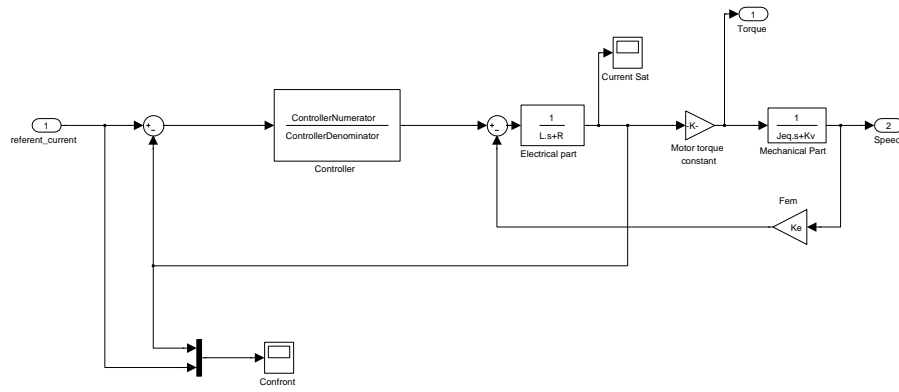 1
Torque
Current Sat
1
referent_current
+
−
ControllerNumerator
ControllerDenominator
Controller
+
−
1
L.s+R
Electrical part
-K-
Motor torque
constant
1
Jeq.s+Kv
Mechanical Part
2
Speed
Fem
Ke
Confront